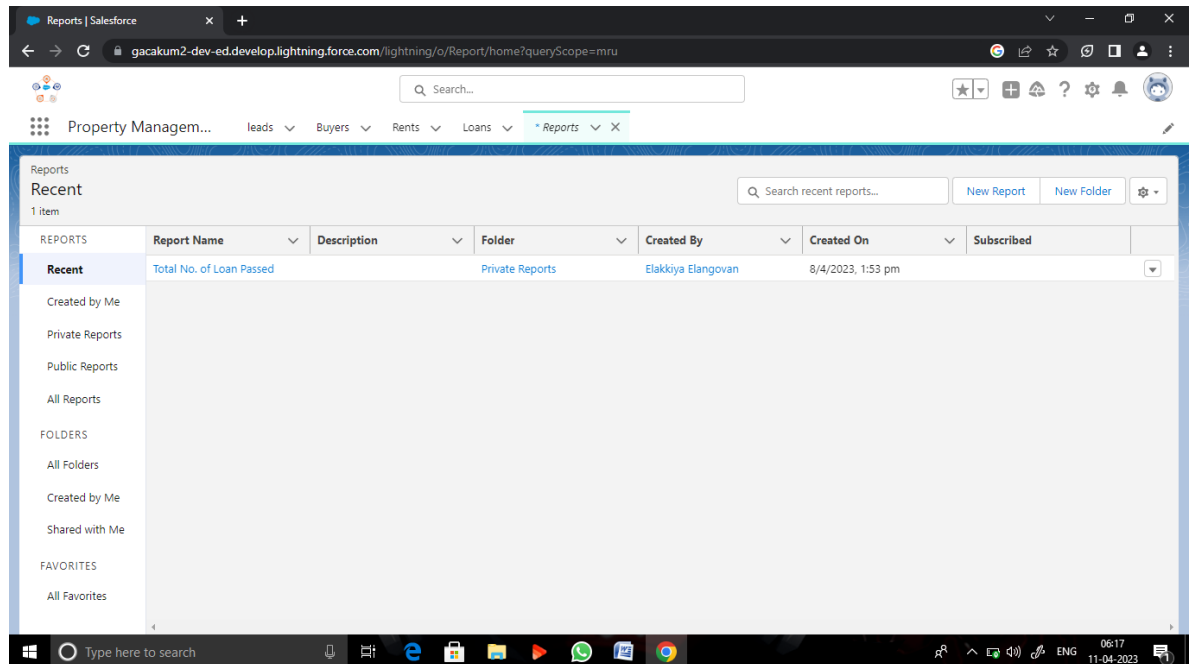 Reports | Salesforce
gacakum2-dev-ed.develop.lightning.force.com/lightning/o/Report/home?queryScope=mru
Search...
Property Managem... leads Buyers Rents Loans * Reports
Reports
Recent
1 item
Search recent reports...
New Report New Folder
REPORTS
Report Name Description Folder Created By Created On Subscribed
Recent
Total No. of Loan Passed Private Reports Elakkiya Elangovan 8/4/2023, 1:53 pm
Created by Me
Private Reports
Public Reports
All Reports
FOLDERS
All Folders
Created by Me
Shared with Me
FAVORITES
All Favorites
Type here to search
ENG
06:17
11-04-2023